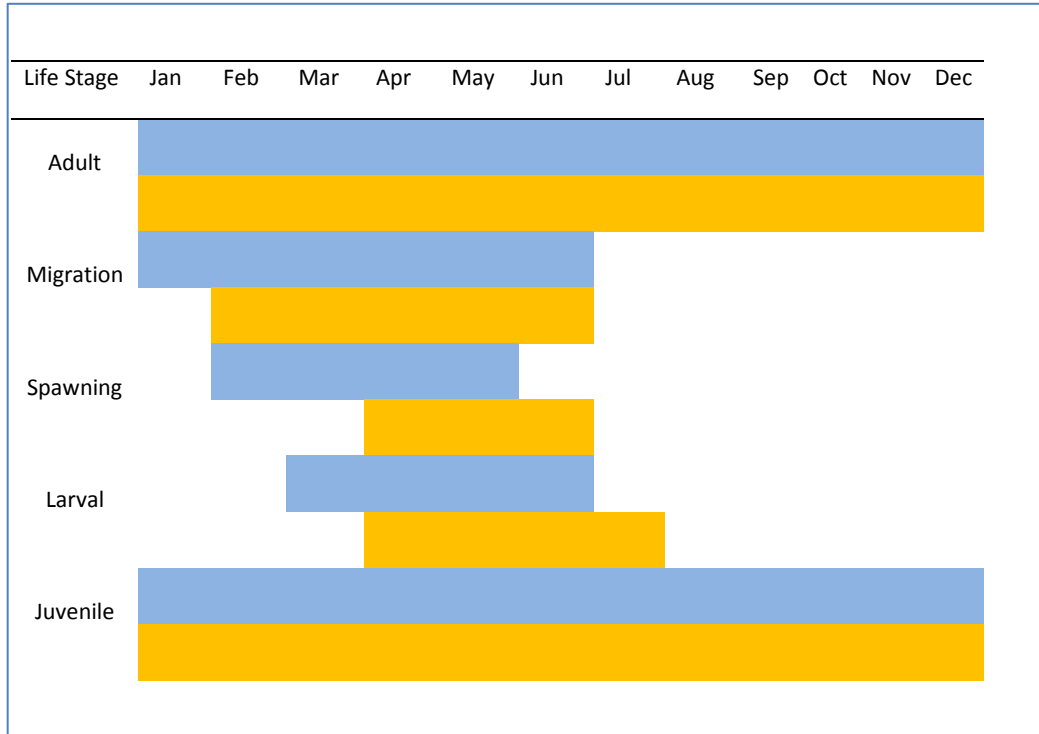 Life Stage Jan Feb Mar Apr May Jun Jul Aug Sep Oct Nov Dec
Adult
Migration
Spawning
Larval
Juvenile